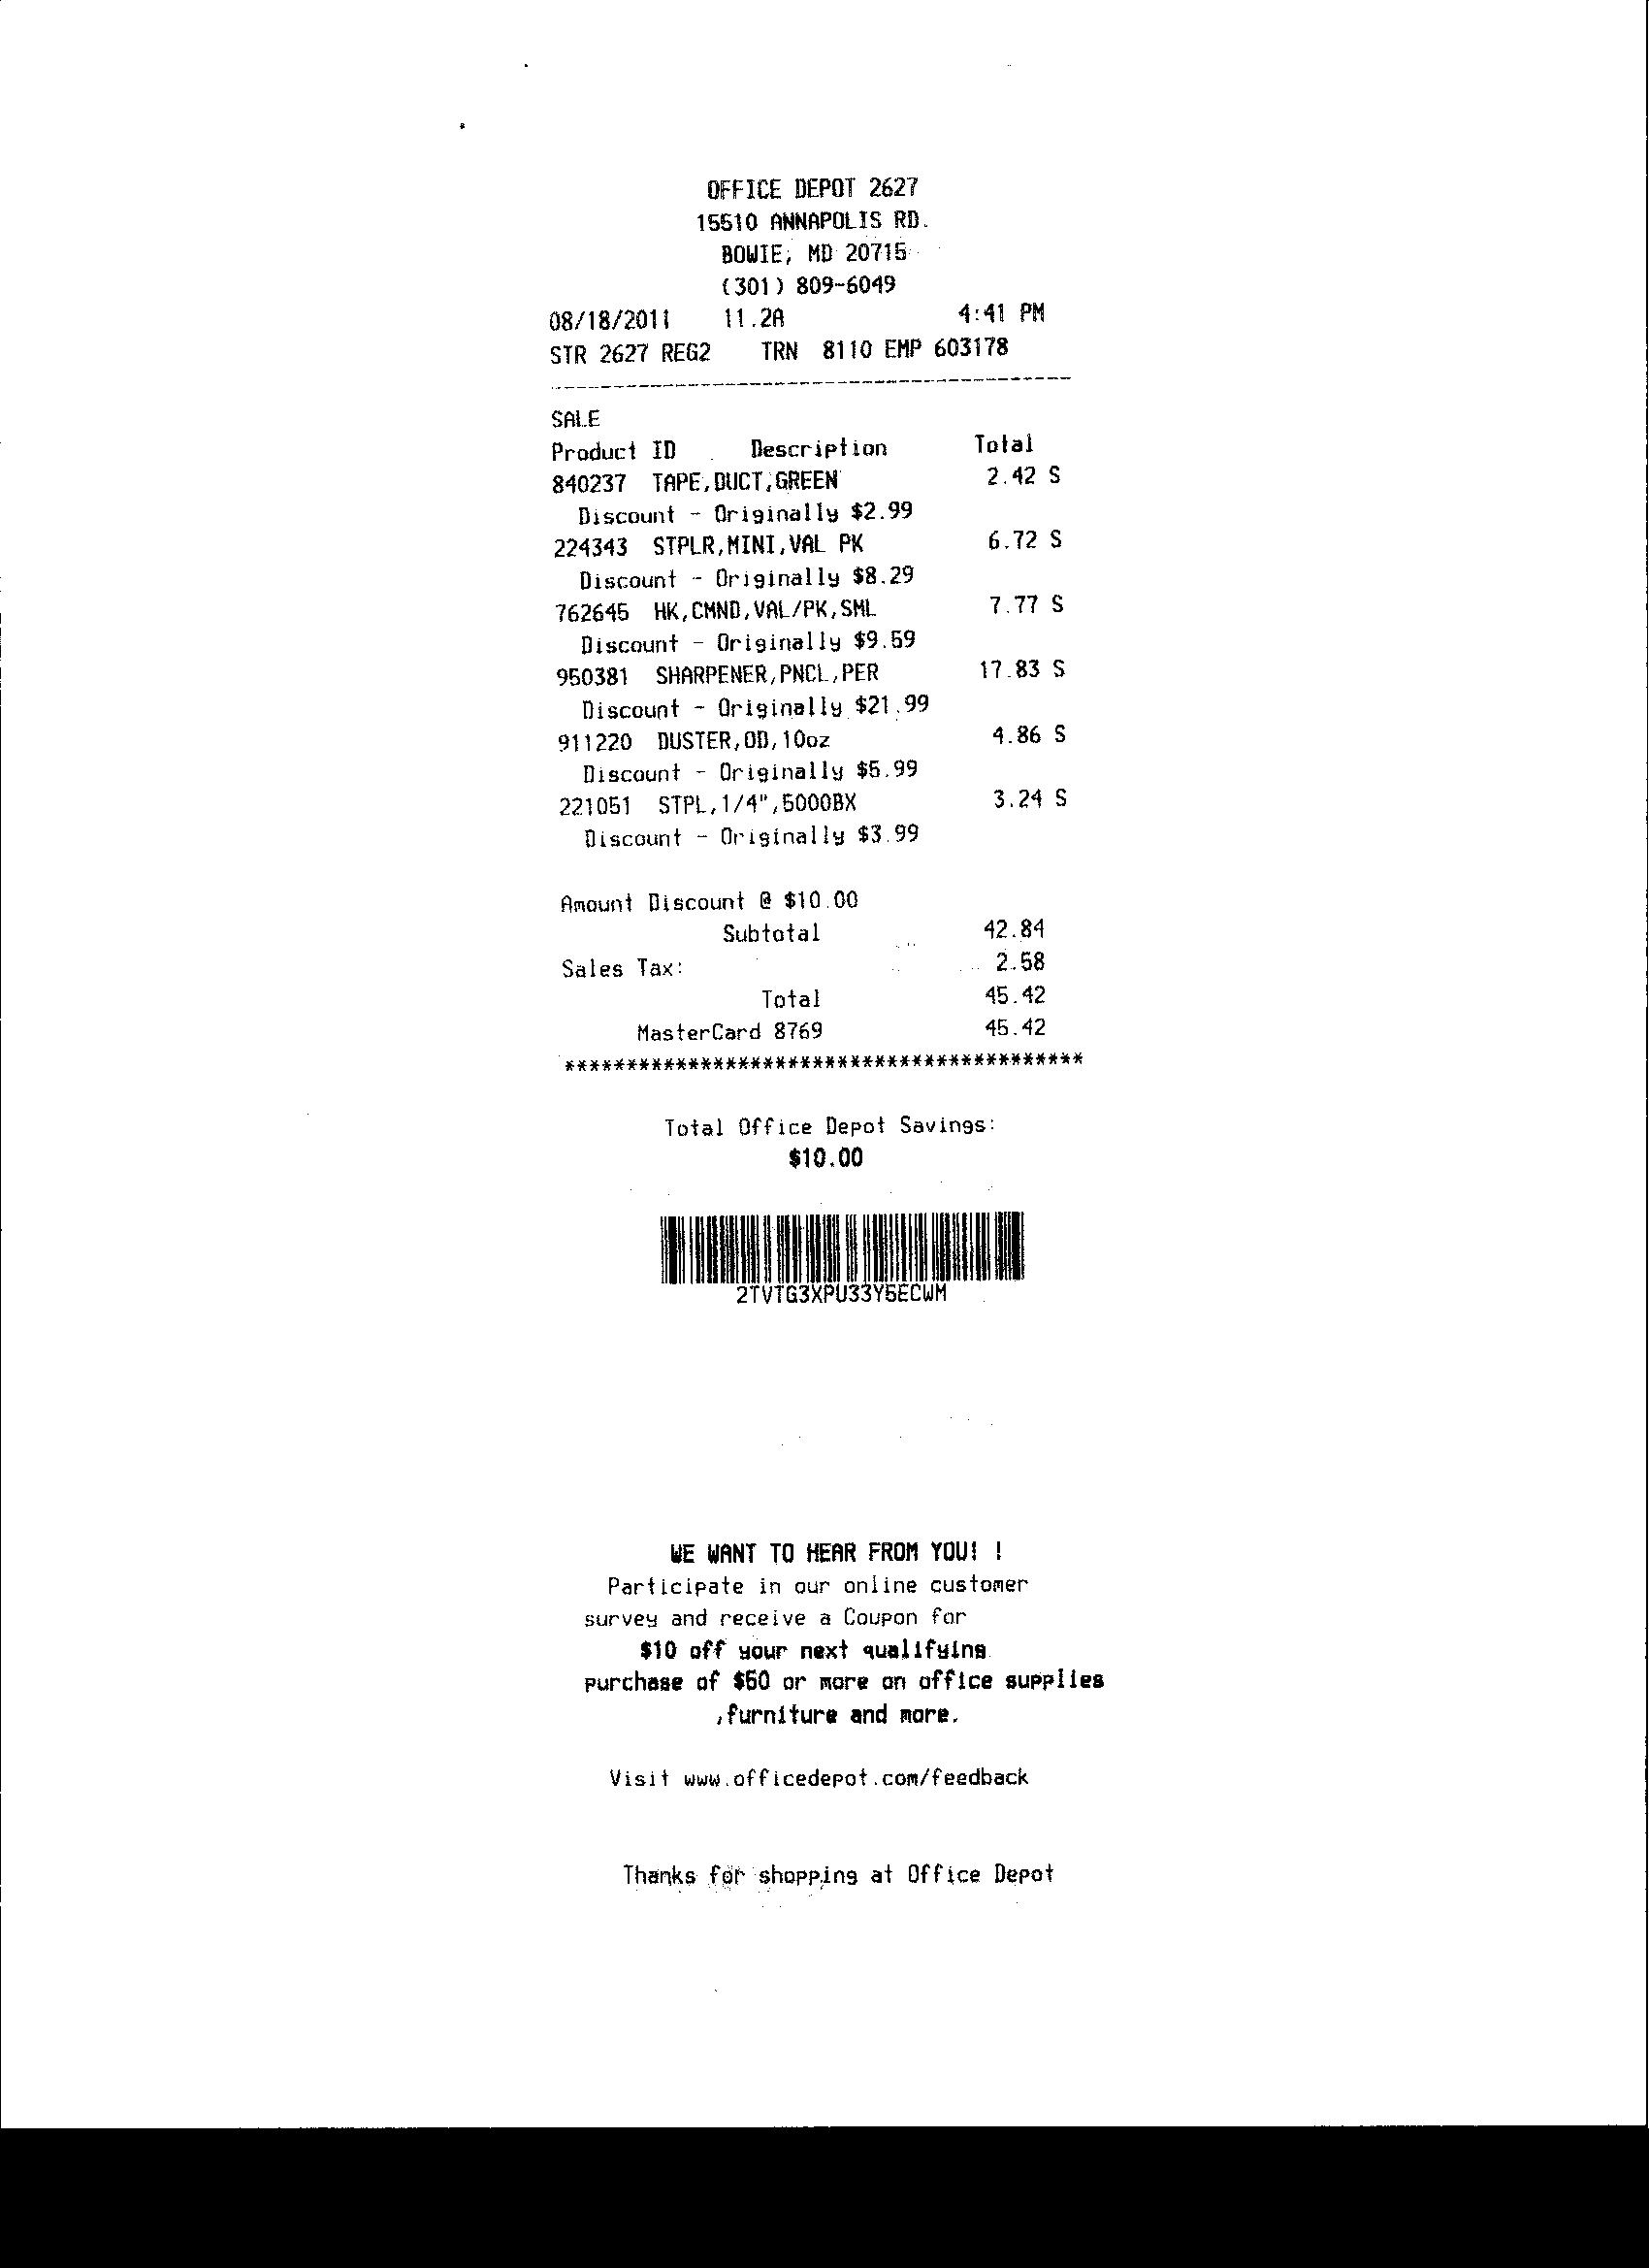 OFFICE DEPOT 2627
15510 ANNAPOLIS RD.
BOWIE, MD 20715
(301) 809-6049
08/18/2011 11.2A 4:41 PM
STR 2627 REG2 TRN 8110 EMP 603178
------------------------------------------
SALE
Product ID Description Total
840237 TAPE,DUCT,GREEN 2.42 S
Discount - Originally $2.99
224343 STPLR,MINI,VAL PK 6.72 S
Discount - Originally $8.29
762645 HK,CMND,VAL/PK,SML 7.77 S
Discount - Originally $9.59
950381 SHARPENER,PNCL,PER 17.83 S
Discount - Originally $21.99
911220 DUSTER,OD,10oz 4.86 S
Discount - Originally $5.99
221051 STPL,1/4",5000BX 3.24 S
Discount - Originally $3.99
Amount Discount @ $10.00
Subtotal 42.84
Sales Tax: 2.58
Total 45.42
MasterCard 8769 45.42
******************************************
Total Office Depot Savings:
$10.00
2TVTG3XPU33Y5ECWM
WE WANT TO HEAR FROM YOU! !
Participate in our online customer
survey and receive a Coupon for
$10 off your next qualifying
purchase of $50 or more on office supplies
,furniture and more.
Visit www.officedepot.com/feedback
Thanks for shopping at Office Depot